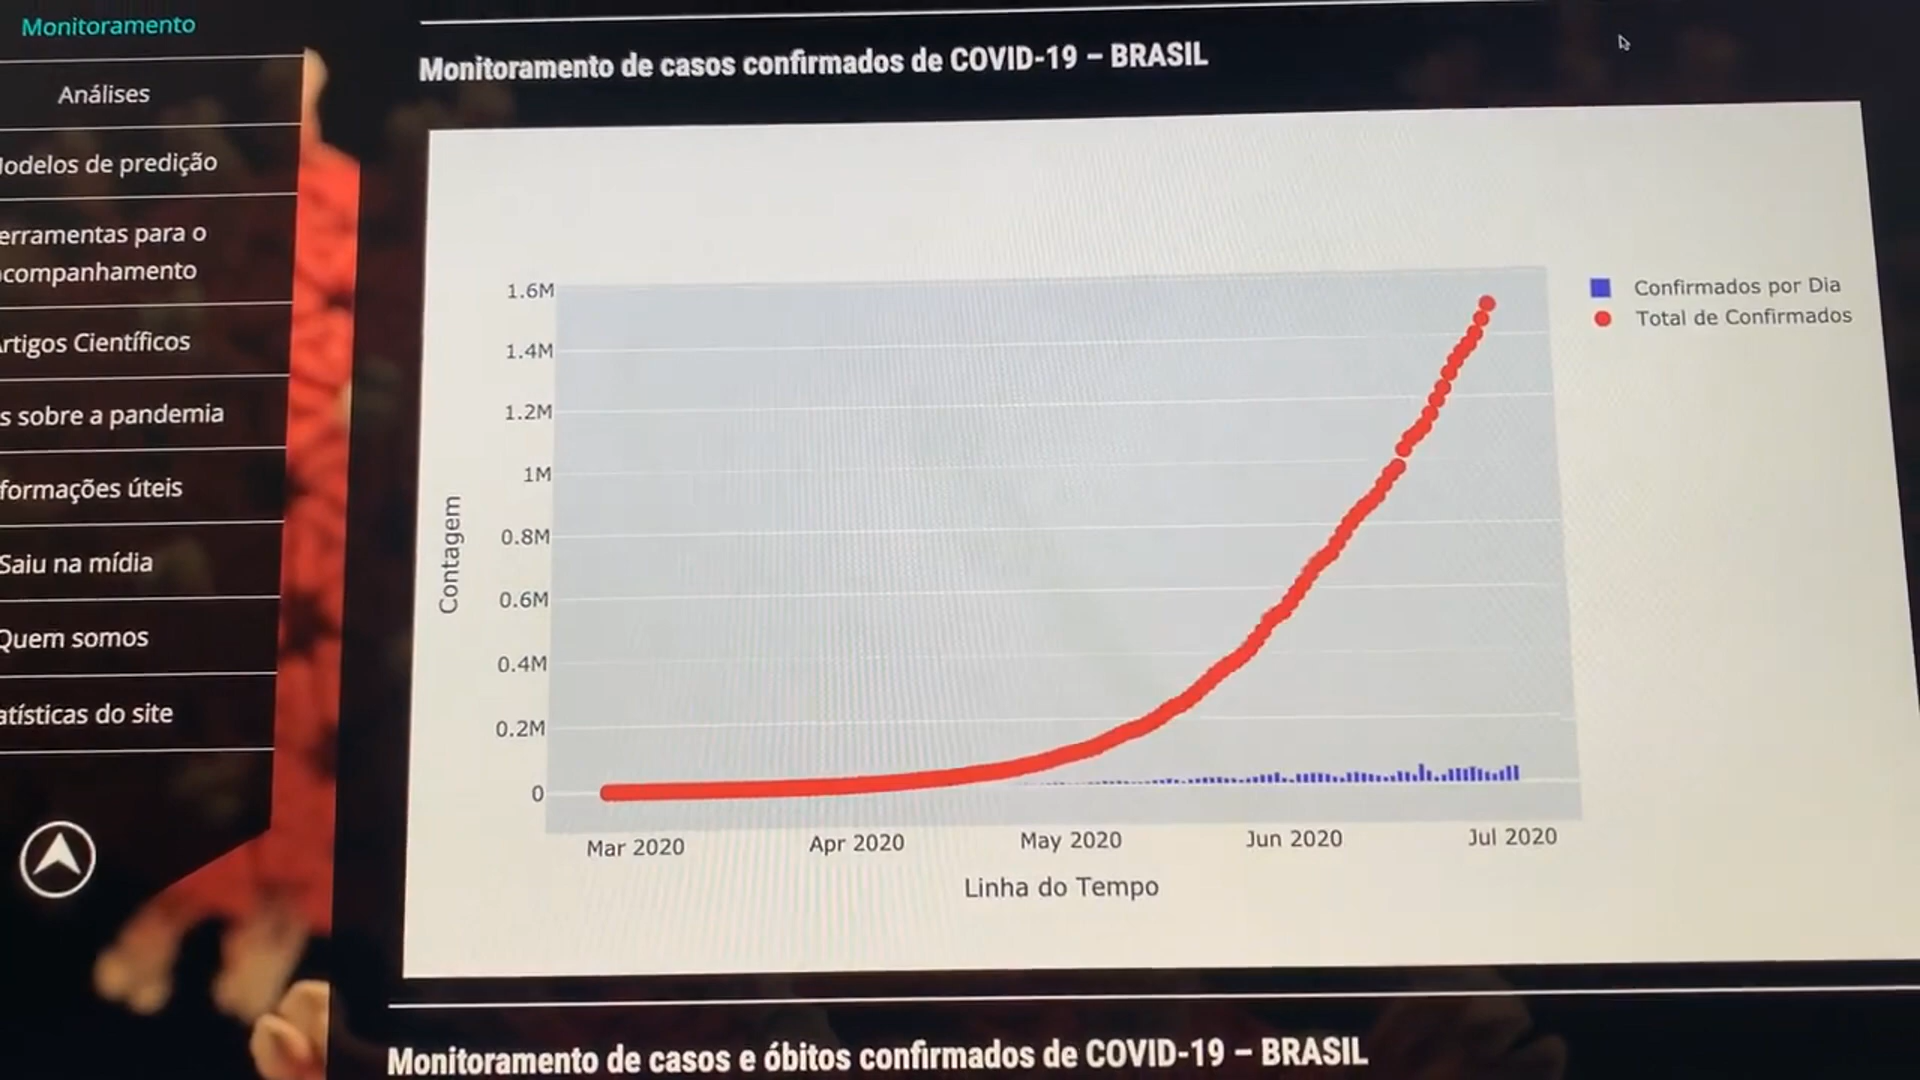 Monitoramento
Análises
odelos de predição
erramentas para o
companhamento
rtigos Científicos
s sobre a pandemia
formações úteis
Saiu na mídia
Quem somos
atísticas do site
Monitoramento de casos confirmados de COVID-19 – BRASIL
1.6M
1.4M
1.2M
1M
0.8M
0.6M
0.4M
0.2M
0
Contagem
Mar 2020
Apr 2020
May 2020
Jun 2020
Jul 2020
Linha do Tempo
Confirmados por Dia
Total de Confirmados
Monitoramento de casos e óbitos confirmados de COVID-19 – BRASIL